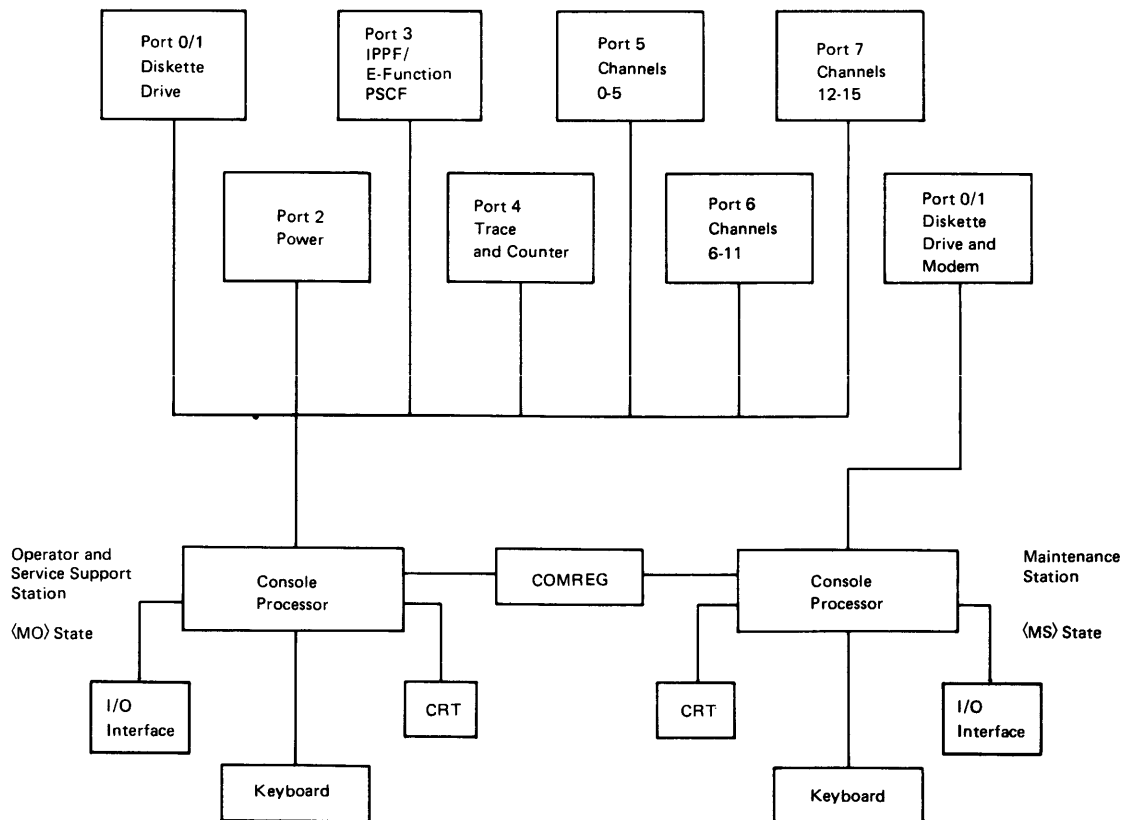 Port 0/1
Diskette
Drive
Port 3
IPPF/
E-Function
PSCF
Port 5
Channels
0-5
Port 7
Channels
12-15
Port 2
Power
Port 4
Trace
and Counter
Port 6
Channels
6-11
Port 0/1
Diskette
Drive and
Modem
Operator and
Service Support
Station
⟨MO⟩ State
Console
Processor
COMREG
Console
Processor
Maintenance
Station
⟨MS⟩ State
I/O
Interface
CRT
CRT
I/O
Interface
Keyboard
Keyboard